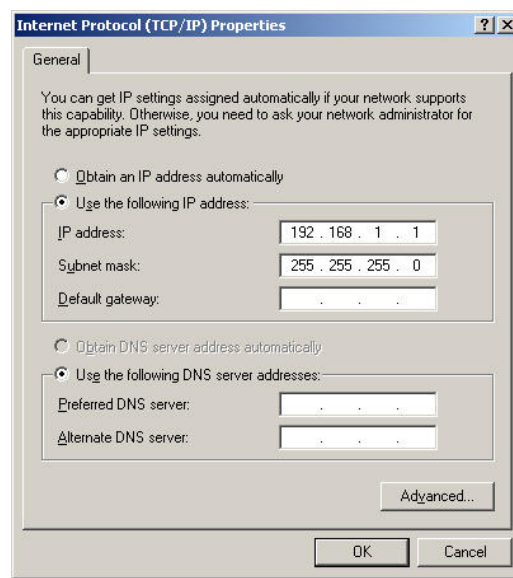 Internet Protocol (TCP/IP) Properties ? X
General
You can get IP settings assigned automatically if your network supports
this capability. Otherwise, you need to ask your network administrator for
the appropriate IP settings.
Obtain an IP address automatically
Use the following IP address:
IP address: 192 . 168 . 1 . 1
Subnet mask: 255 . 255 . 255 . 0
Default gateway: . . .
Obtain DNS server address automatically
Use the following DNS server addresses:
Preferred DNS server: . . .
Alternate DNS server: . . .
Advanced...
OK Cancel